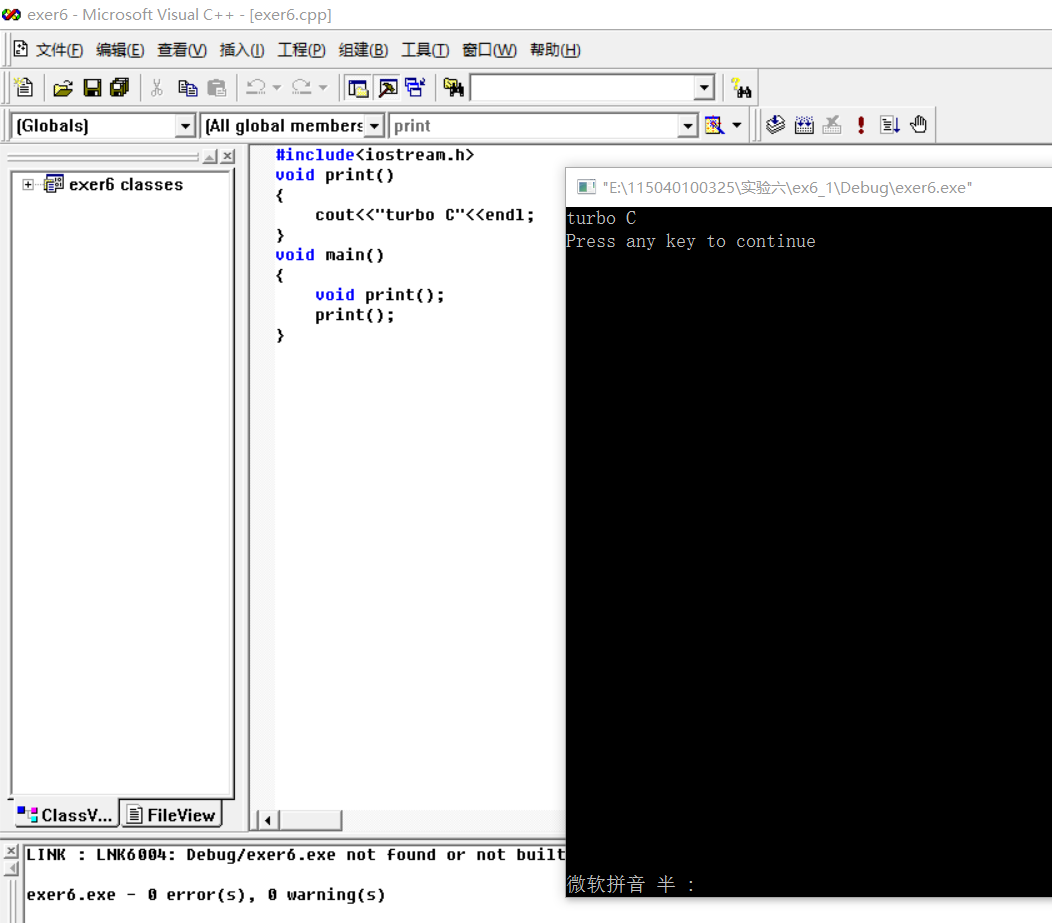 exer6 - Microsoft Visual C++ - [exer6.cpp]
文件(F) 编辑(E) 查看(V) 插入(I) 工程(P) 组建(B) 工具(T) 窗口(W) 帮助(H)
(Globals) (All global members print
exer6 classes
#include<iostream.h>
void print()
{
cout<<"turbo C"<<endl;
}
void main()
{
void print();
print();
}
"E:\115040100325\实验六\ex6_1\Debug\exer6.exe"
turbo C
Press any key to continue
微软拼音 半 :
ClassV... FileView
LINK : LNK6004: Debug/exer6.exe not found or not built
exer6.exe - 0 error(s), 0 warning(s)